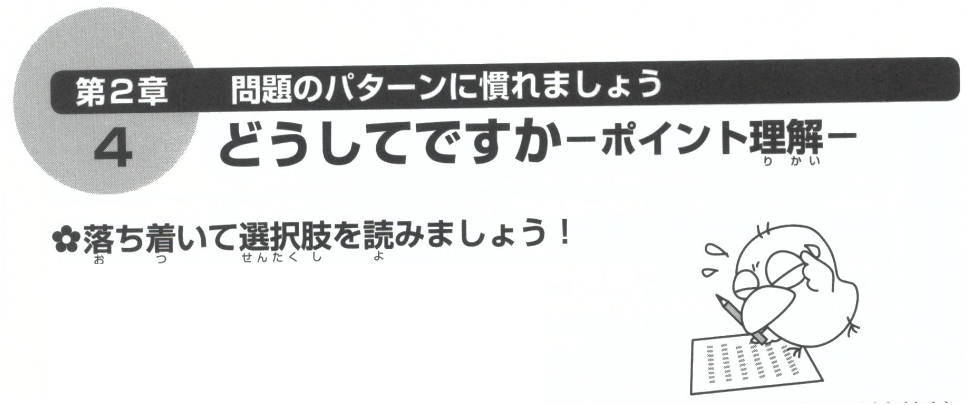 第2章　問題のパターンに慣れましょう
4　どうしてですか－ポイント理解－
りかい
✿落ち着いて選択肢を読みましょう！
お　つ　せんたくし　よ